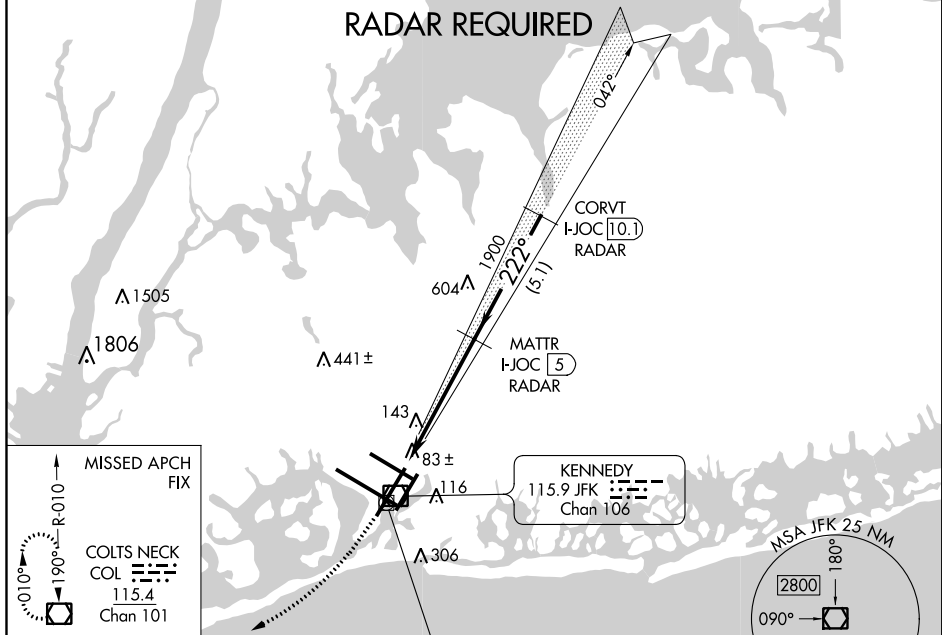 RADAR REQUIRED
042°
CORVT
I-JOC 10.1
RADAR
1900
222°
(5.1)
604
1505
1806
441±
MATTR
I-JOC 5
RADAR
143
83±
116
306
KENNEDY
115.9 JFK
Chan 106
MISSED APCH
FIX
R-010
190°
010°
COLTS NECK
COL
115.4
Chan 101
MSA JFK 25 NM
180°
2800
090°